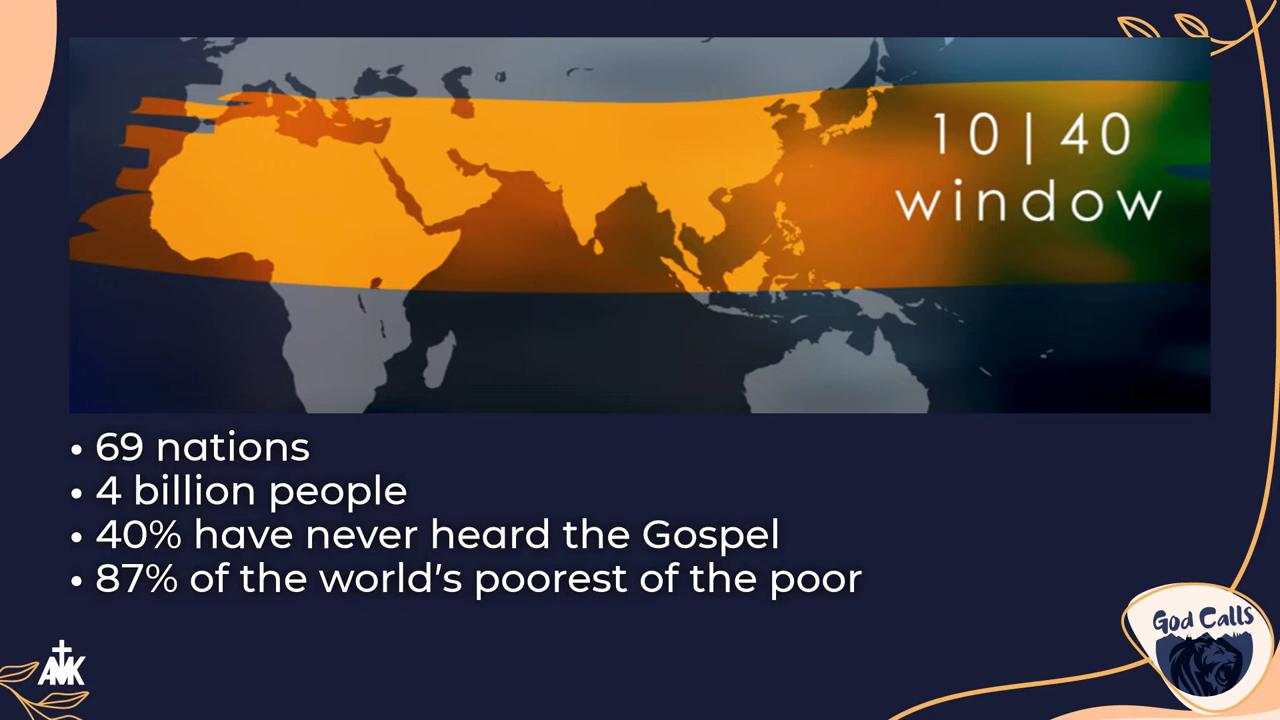 10 | 40
window
• 69 nations
• 4 billion people
• 40% have never heard the Gospel
• 87% of the world's poorest of the poor
God Calls
AMK